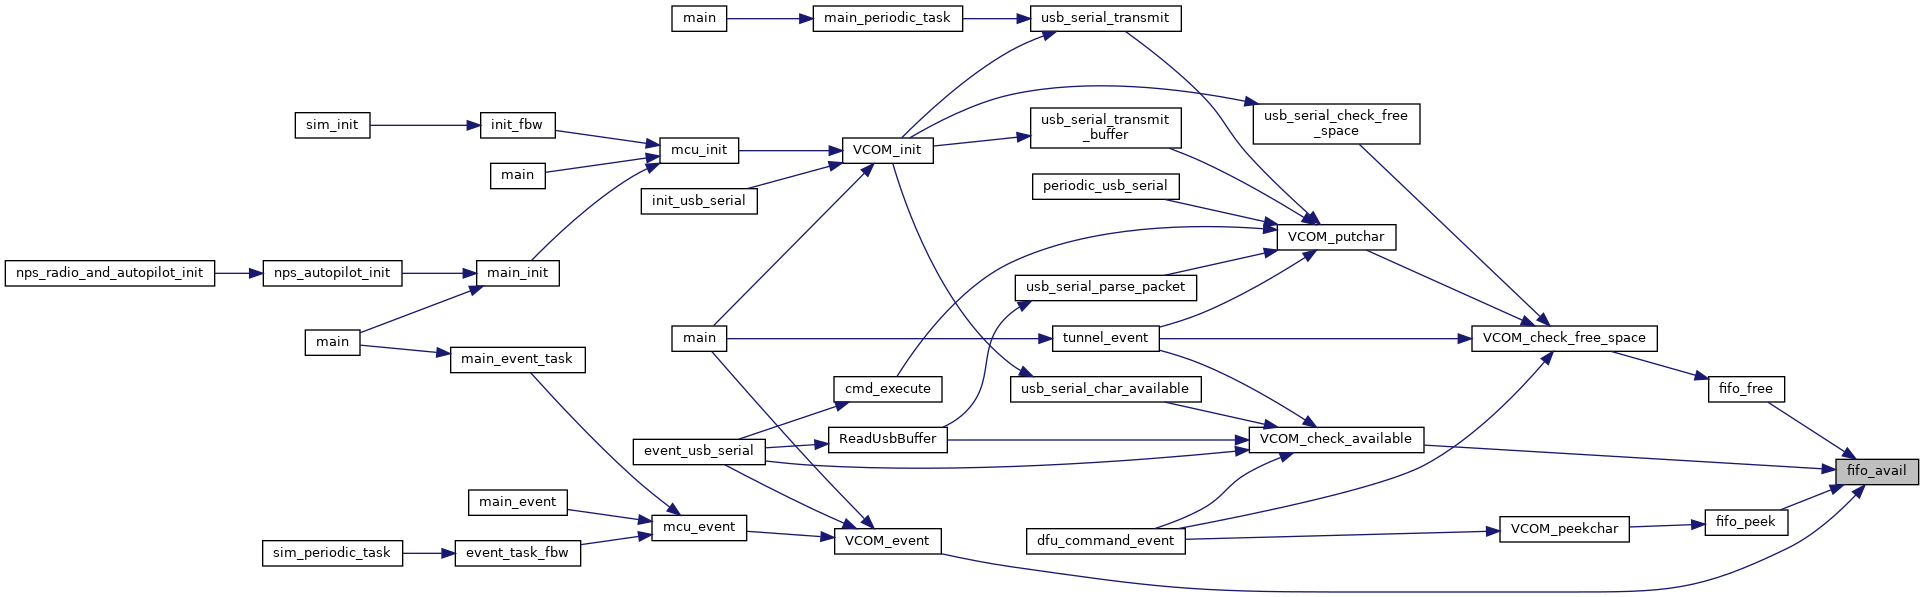 main
main_periodic_task
usb_serial_transmit
sim_init
init_fbw
usb_serial_transmit
_buffer
usb_serial_check_free
_space
mcu_init
VCOM_init
main
periodic_usb_serial
init_usb_serial
VCOM_putchar
nps_radio_and_autopilot_init
nps_autopilot_init
main_init
usb_serial_parse_packet
main
main
tunnel_event
VCOM_check_free_space
main_event_task
cmd_execute
usb_serial_char_available
fifo_free
event_usb_serial
ReadUsbBuffer
VCOM_check_available
fifo_avail
main_event
mcu_event
VCOM_peekchar
fifo_peek
sim_periodic_task
event_task_fbw
VCOM_event
dfu_command_event